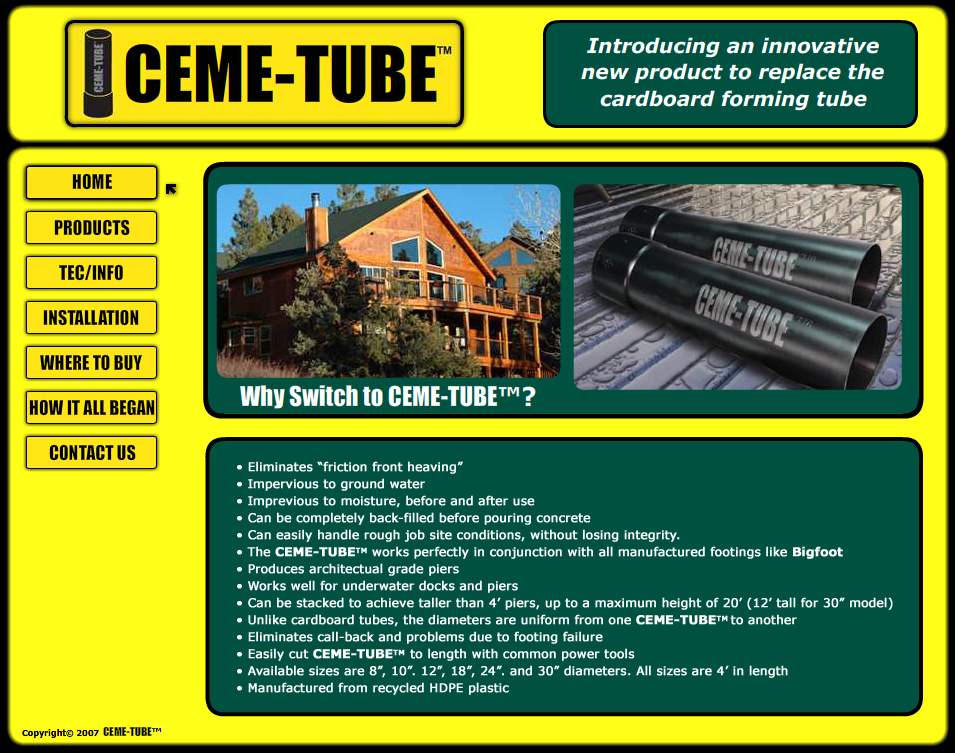 CEME-TUBE
CEME-TUBE™
Introducing an innovative
new product to replace the
cardboard forming tube
HOME
PRODUCTS
TEC/INFO
INSTALLATION
WHERE TO BUY
HOW IT ALL BEGAN
CONTACT US
CEME-TUBE™
CEME-TUBE™
Why Switch to CEME-TUBE™?
• Eliminates “friction front heaving”
• Impervious to ground water
• Imprevious to moisture, before and after use
• Can be completely back-filled before pouring concrete
• Can easily handle rough job site conditions, without losing integrity.
• The CEME-TUBE™ works perfectly in conjunction with all manufactured footings like Bigfoot
• Produces architectual grade piers
• Works well for underwater docks and piers
• Can be stacked to achieve taller than 4’ piers, up to a maximum height of 20’ (12’ tall for 30” model)
• Unlike cardboard tubes, the diameters are uniform from one CEME-TUBE™ to another
• Eliminates call-back and problems due to footing failure
• Easily cut CEME-TUBE™ to length with common power tools
• Available sizes are 8”, 10”. 12”, 18”, 24”. and 30” diameters. All sizes are 4’ in length
• Manufactured from recycled HDPE plastic
Copyright© 2007 CEME-TUBE™